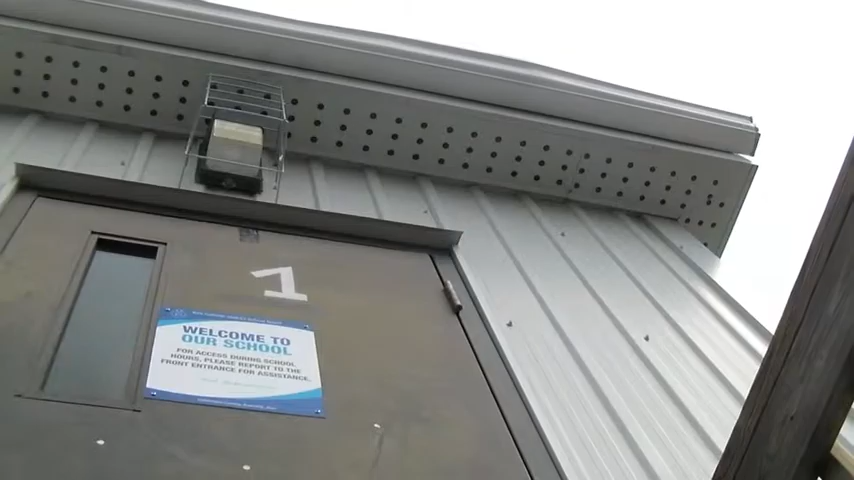 1
WELCOME TO
OUR SCHOOL
FOR ACCESS DURING SCHOOL
HOURS, PLEASE REPORT TO THE
FRONT ENTRANCE FOR ASSISTANCE.